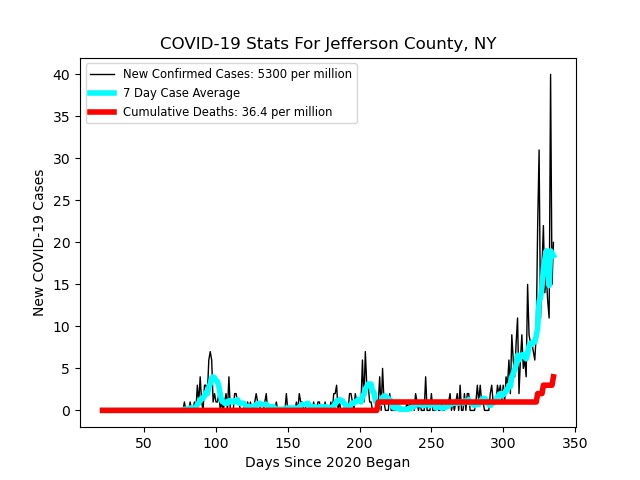 COVID-19 Stats For Jefferson County, NY
New Confirmed Cases: 5300 per million
7 Day Case Average
Cumulative Deaths: 36.4 per million
New COVID-19 Cases
40
35
30
25
20
15
10
5
0
50 100 150 200 250 300 350
Days Since 2020 Began